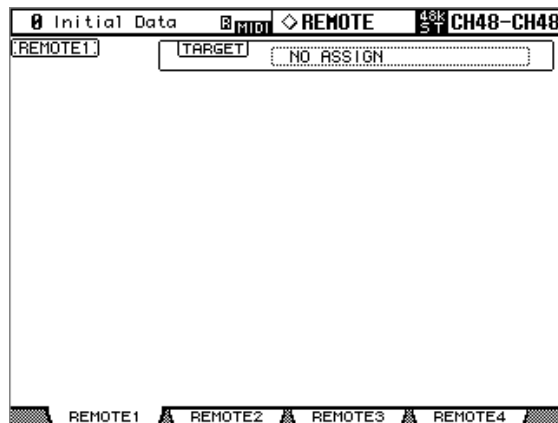 0 Initial Data R MIDI ◇REMOTE 48K ST CH48-CH48
REMOTE1 TARGET NO ASSIGN
REMOTE1 REMOTE2 REMOTE3 REMOTE4